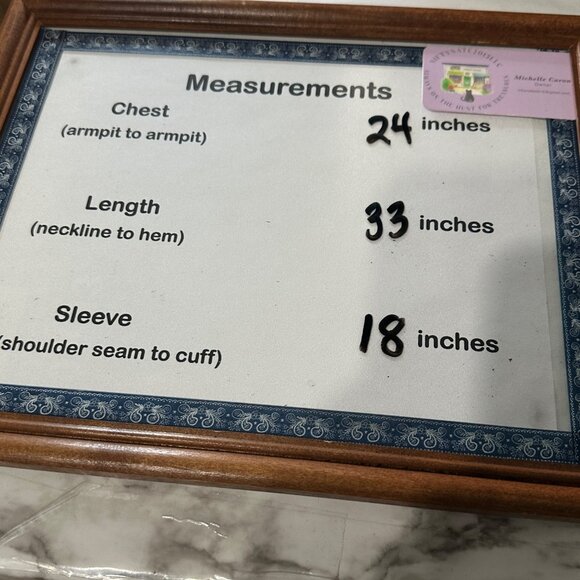 Measurements
Chest
(armpit to armpit)
24 inches
Length
(neckline to hem)
33 inches
Sleeve
(shoulder seam to cuff)
18 inches
Michelle Caron
Owner